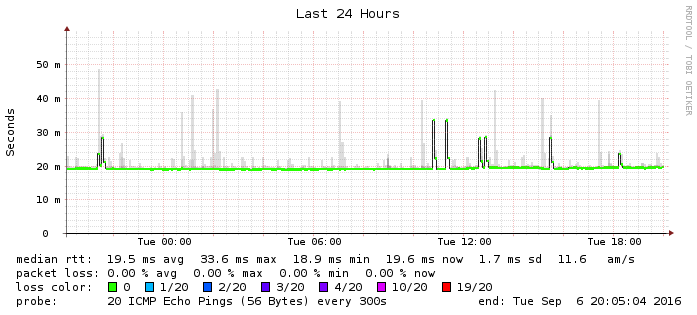 Last 24 Hours
RRDTOOL / TOBI OETIKER
Seconds
50 m
40 m
30 m
20 m
10 m
0
Tue 00:00 Tue 06:00 Tue 12:00 Tue 18:00
median rtt: 19.5 ms avg 33.6 ms max 18.9 ms min 19.6 ms now 1.7 ms sd 11.6 am/s
packet loss: 0.00 % avg 0.00 % max 0.00 % min 0.00 % now
loss color: 0 1/20 2/20 3/20 4/20 10/20 19/20
probe: 20 ICMP Echo Pings (56 Bytes) every 300s end: Tue Sep 6 20:05:04 2016